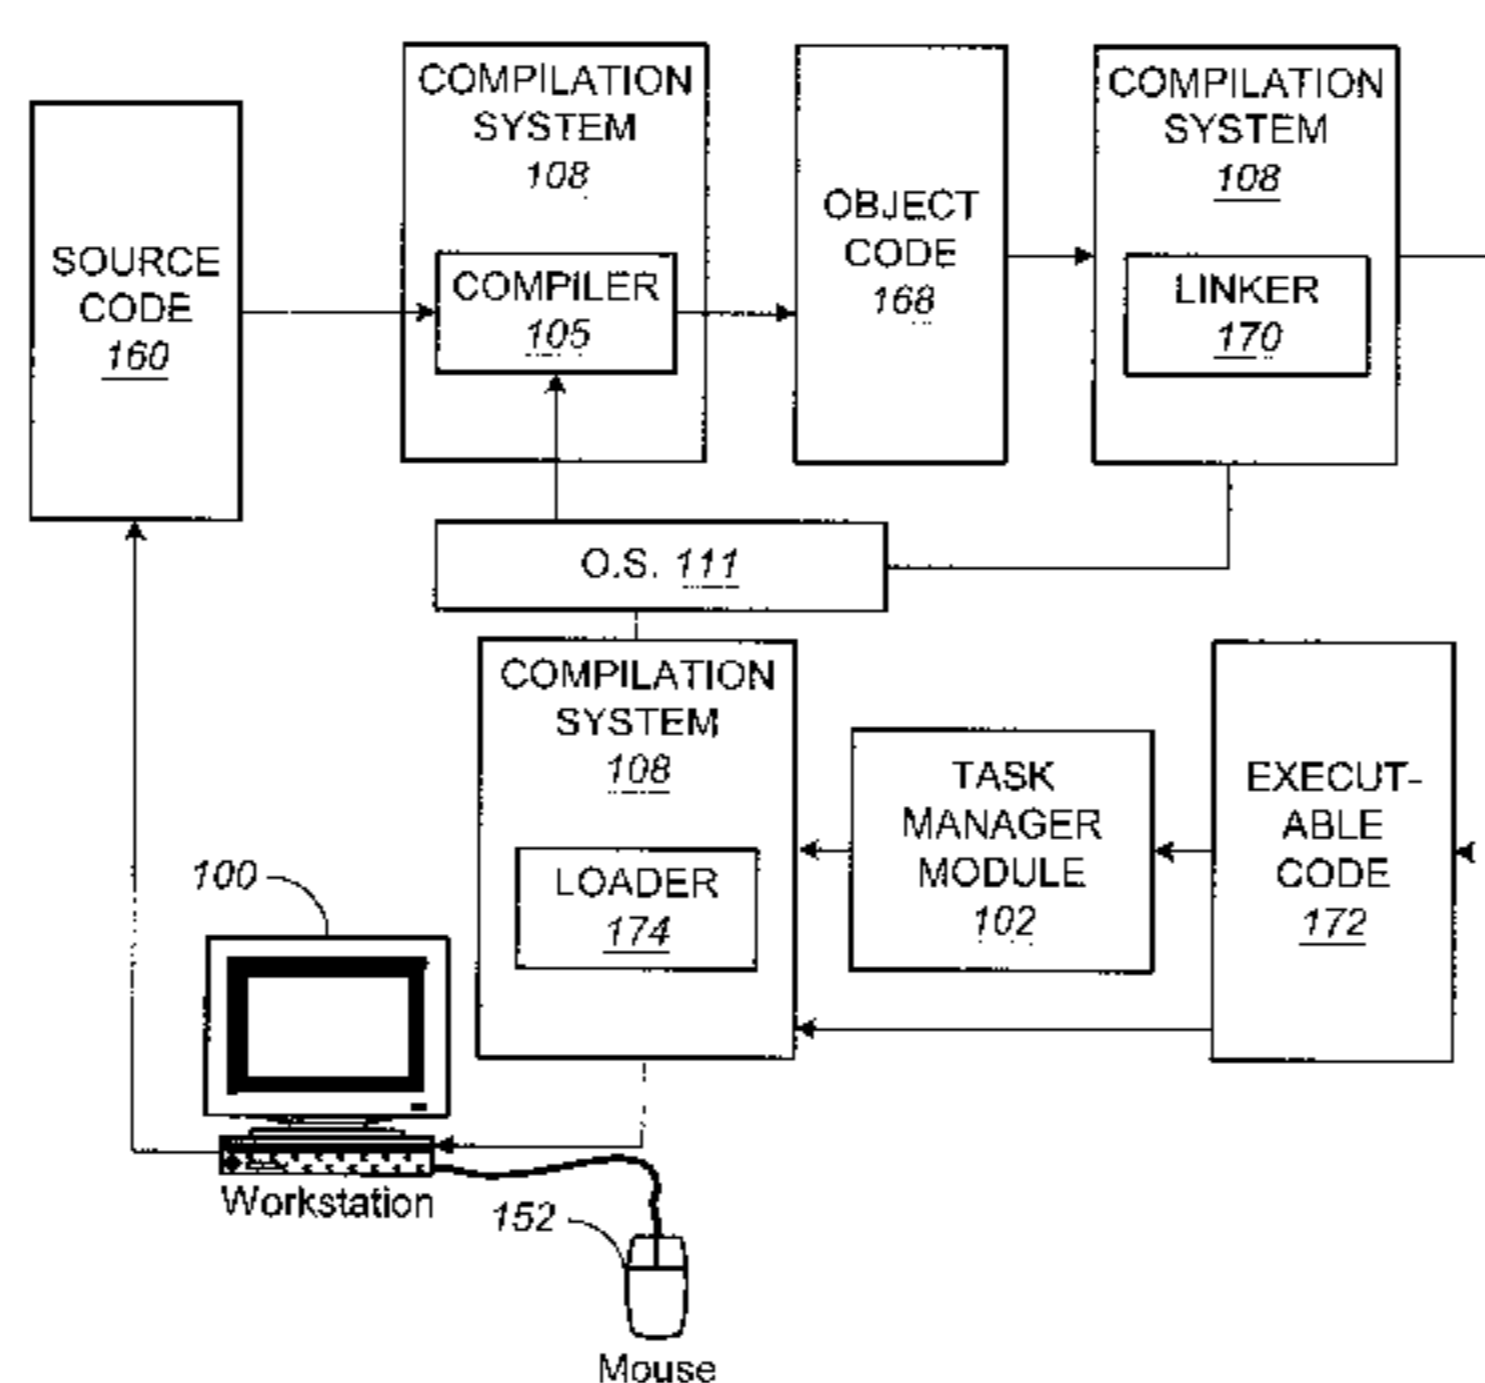 COMPILATION
SYSTEM
108
COMPILATION
SYSTEM
108
SOURCE
CODE
160
COMPILER
105
OBJECT
CODE
168
LINKER
170
O.S. 111
COMPILATION
SYSTEM
108
LOADER
174
TASK
MANAGER
MODULE
102
EXECUT-
ABLE
CODE
172
100
Workstation
152
Mouse